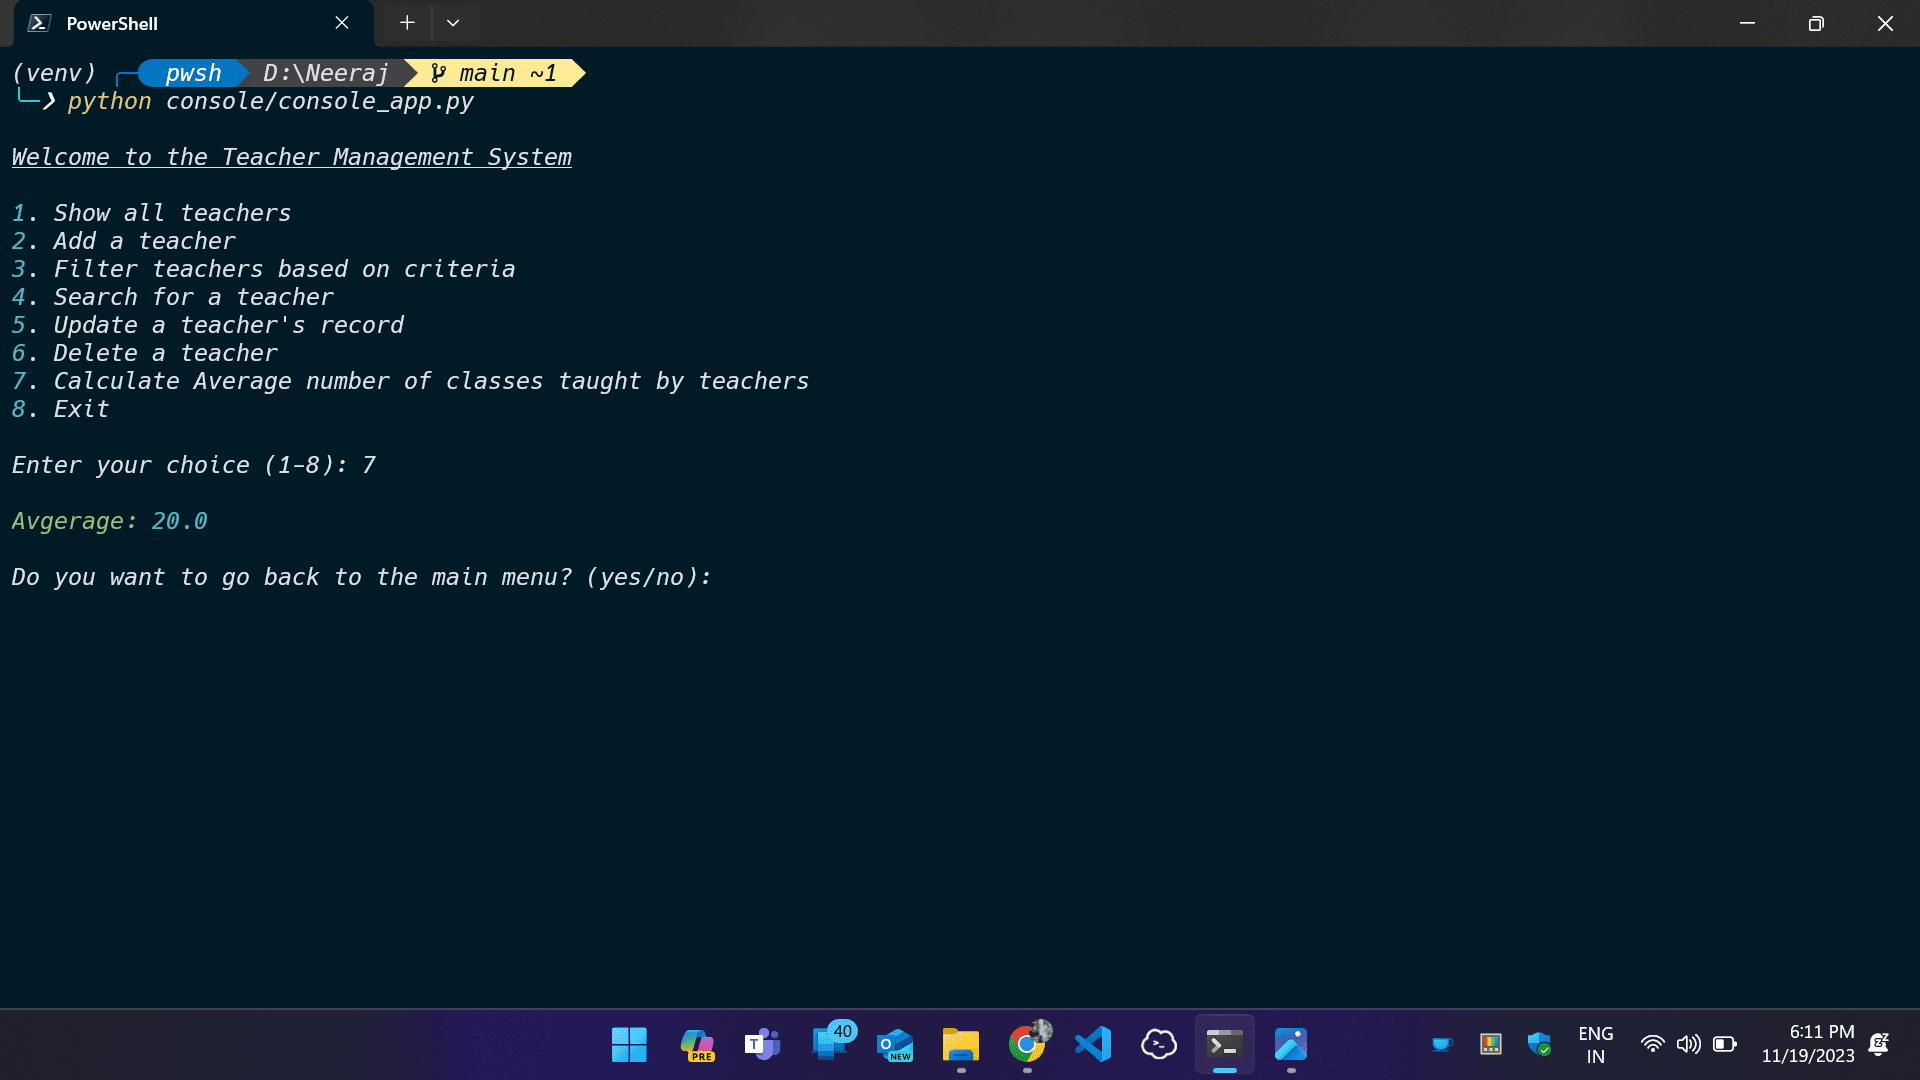 PowerShell
(venv) pwsh D:\Neeraj main ~1
❯ python console/console_app.py
Welcome to the Teacher Management System
1. Show all teachers
2. Add a teacher
3. Filter teachers based on criteria
4. Search for a teacher
5. Update a teacher's record
6. Delete a teacher
7. Calculate Average number of classes taught by teachers
8. Exit
Enter your choice (1-8): 7
Avgerage: 20.0
Do you want to go back to the main menu? (yes/no):
PRE
T
40
O
NEW
ENG
IN
6:11 PM
11/19/2023